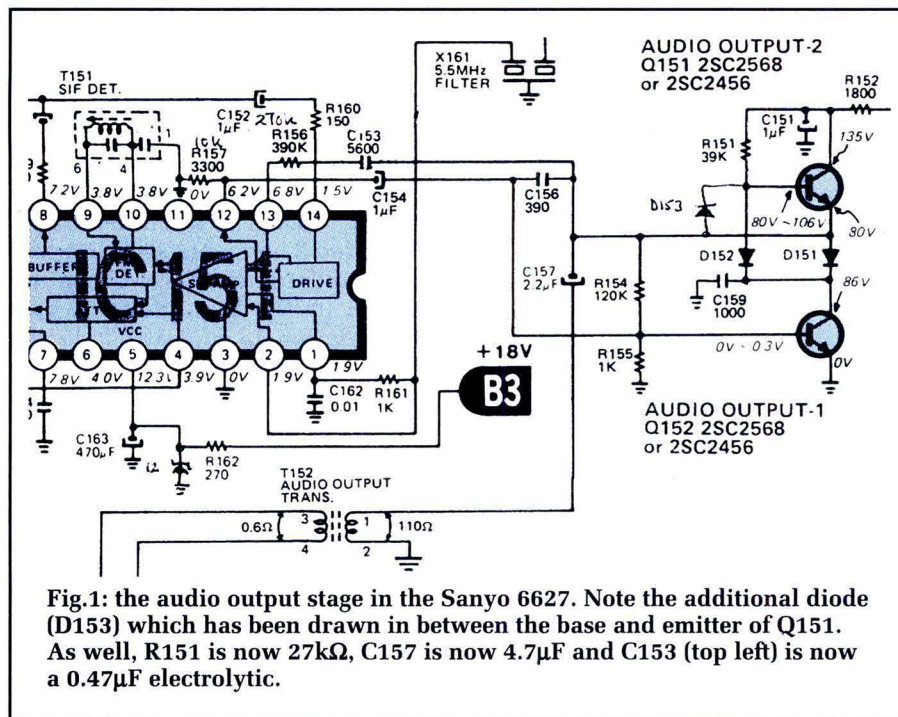 AUDIO OUTPUT-2
Q151 2SC2568
or 2SC2456
X161
5.5MHz
FILTER
T151
SIF DET.
R152
1800
C152
1µF
270k
R160
150
C151
1µF
135V
R156
390K
C153
5600
10k
R157
3300
R151
39K
1
6
4
7.2V
3.8V
3.8V
0V
6.2V
6.8V
1.5V
C154
1µF
C156
390
D153
80V~106V
80V
8
9
10
11
12
13
14
BUFFER
DET.
DRIVE
VCC
D152
D151
C157
2.2µF
R154
120K
C159
1000
86V
7
6
5
4
3
2
1
7.8V
4.0V
12.3V
3.9V
0V
1.9V
1.9V
R161
1K
C162
0.01
+18V
B3
R155
1K
0V~0.3V
0V
AUDIO OUTPUT-1
Q152 2SC2568
or 2SC2456
C163
470µF
12
R162
270
T152
AUDIO OUTPUT
TRANS.
0.6Ω
3
4
1
2
110Ω
Fig.1: the audio output stage in the Sanyo 6627. Note the additional diode
(D153) which has been drawn in between the base and emitter of Q151.
As well, R151 is now 27kΩ, C157 is now 4.7µF and C153 (top left) is now
a 0.47µF electrolytic.